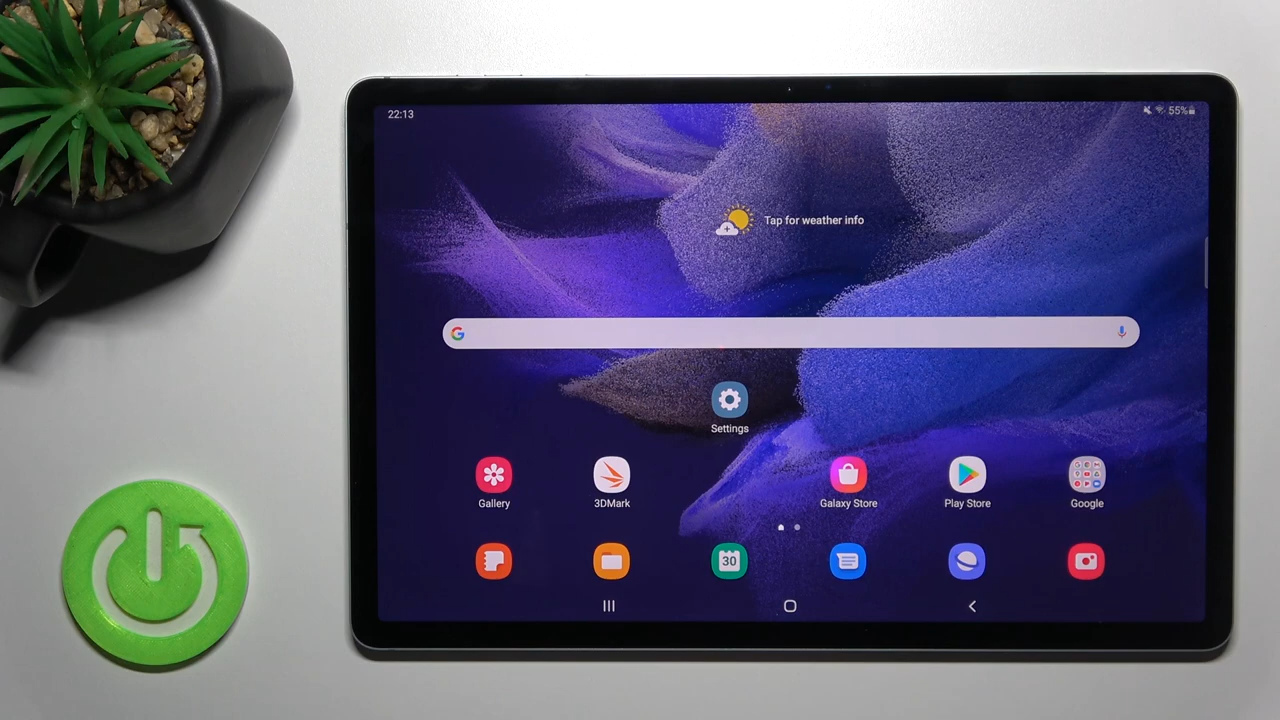 22:13
55%
Tap for weather info
G
Settings
Gallery
3DMark
Galaxy Store
Play Store
Google
30